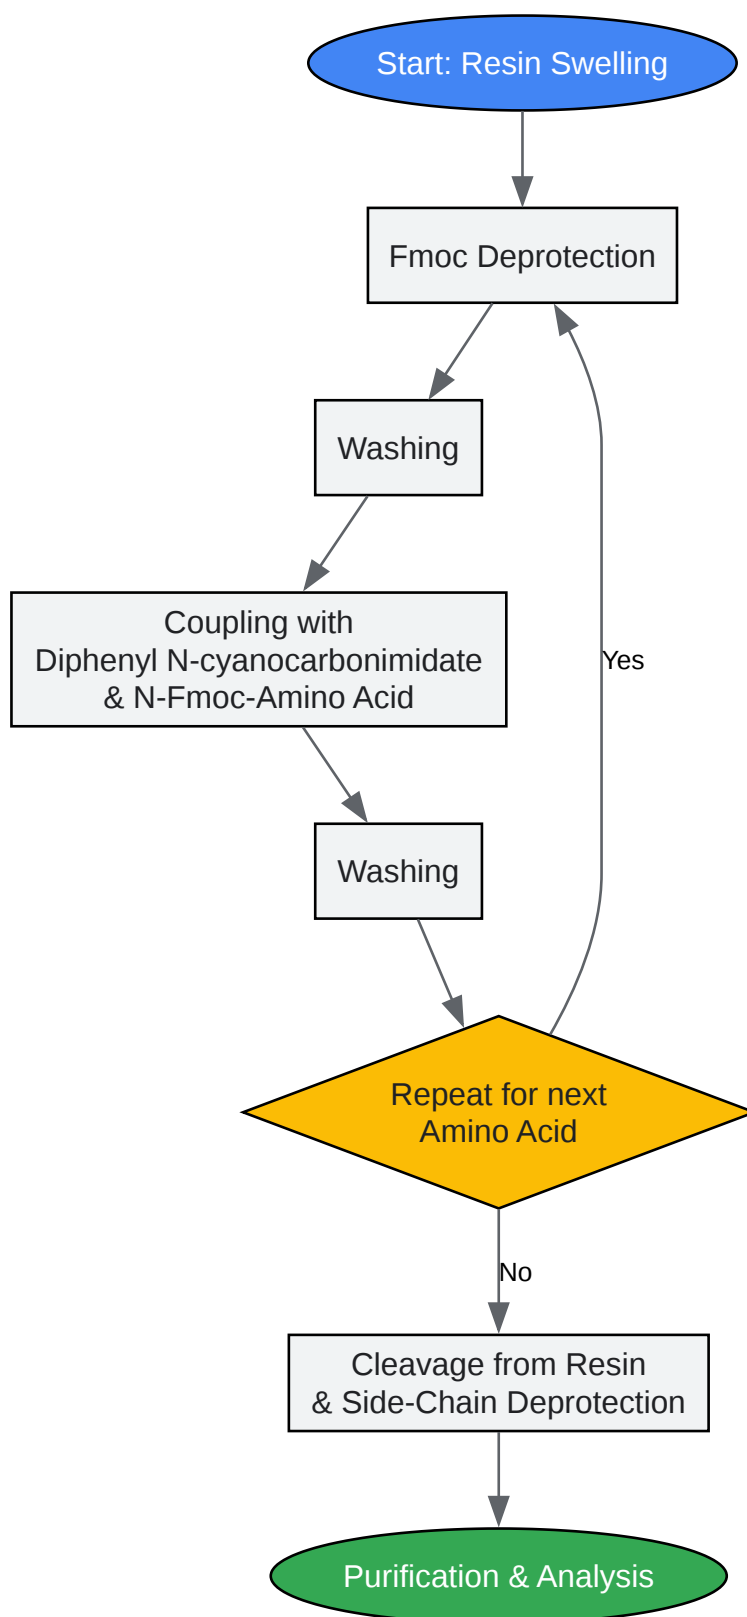 Start: Resin Swelling
Fmoc Deprotection
Washing
Coupling with
Diphenyl N-cyanocarbonimidate
& N-Fmoc-Amino Acid
Yes
Washing
Repeat for next
Amino Acid
No
Cleavage from Resin
& Side-Chain Deprotection
Purification & Analysis